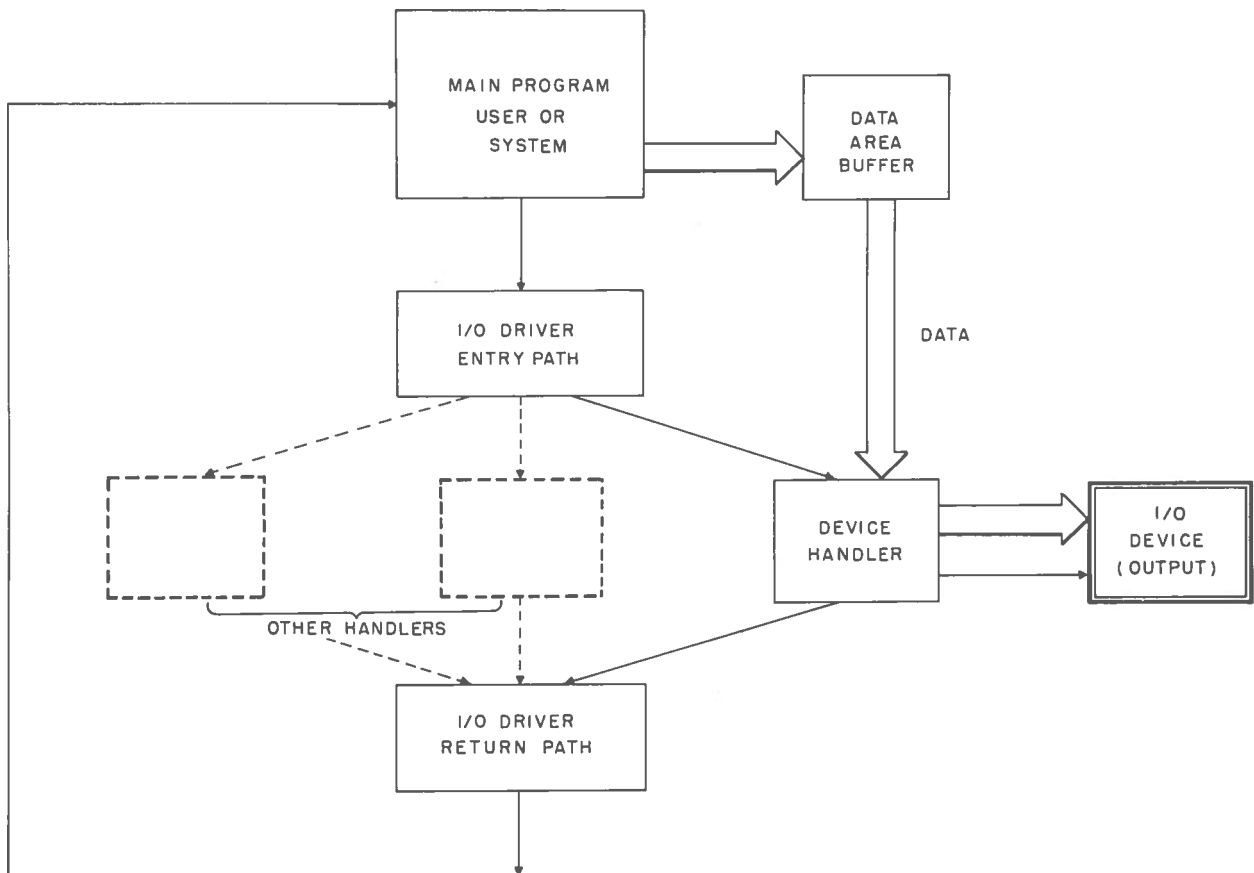 MAIN PROGRAM
USER OR
SYSTEM
DATA
AREA
BUFFER
I/O DRIVER
ENTRY PATH
DATA
DEVICE
HANDLER
I/O
DEVICE
(OUTPUT)
OTHER HANDLERS
I/O DRIVER
RETURN PATH